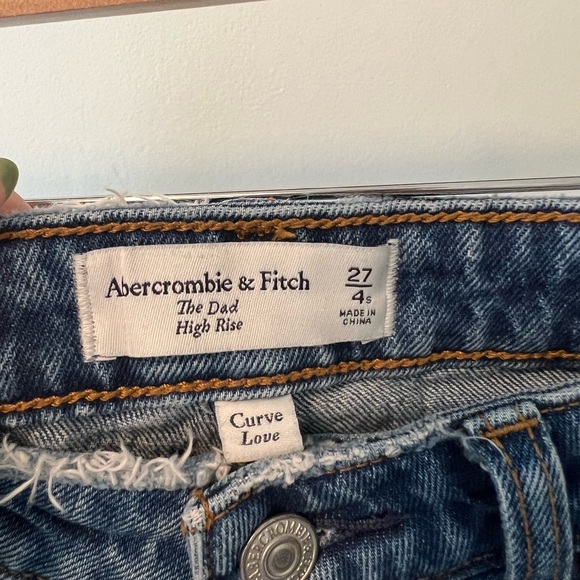 Abercrombie & Fitch
The Dad
High Rise
27
4s
MADE IN
CHINA
Curve
Love